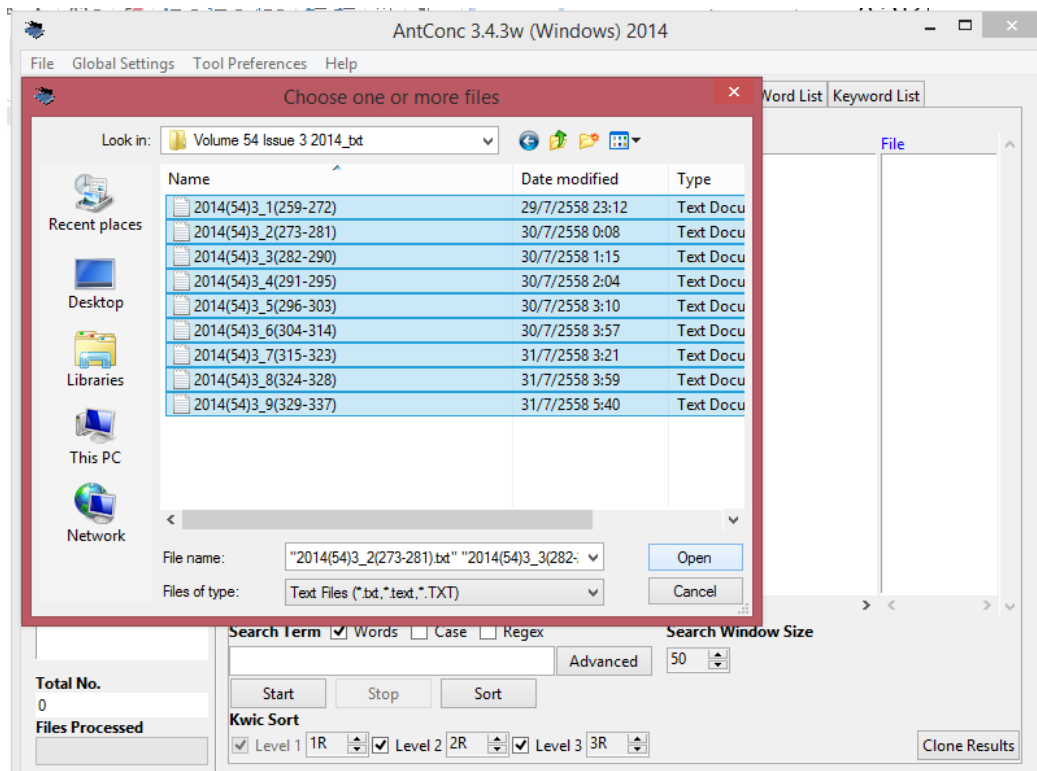 AntConc 3.4.3w (Windows) 2014
File Global Settings Tool Preferences Help
Choose one or more files
Word List Keyword List
Look in: Volume 54 Issue 3 2014_txt
File
Name Date modified Type
2014(54)3_1(259-272) 29/7/2558 23:12 Text Docu
2014(54)3_2(273-281) 30/7/2558 0:08 Text Docu
2014(54)3_3(282-290) 30/7/2558 1:15 Text Docu
2014(54)3_4(291-295) 30/7/2558 2:04 Text Docu
2014(54)3_5(296-303) 30/7/2558 3:10 Text Docu
2014(54)3_6(304-314) 30/7/2558 3:57 Text Docu
2014(54)3_7(315-323) 31/7/2558 3:21 Text Docu
2014(54)3_8(324-328) 31/7/2558 3:59 Text Docu
2014(54)3_9(329-337) 31/7/2558 5:40 Text Docu
Recent places
Desktop
Libraries
This PC
Network
File name: "2014(54)3_2(273-281).txt" "2014(54)3_3(282-: Open
Files of type: Text Files (*.txt,*.text,*.TXT) Cancel
Search Term Words Case Regex Search Window Size
Advanced 50
Total No.
0
Start Stop Sort
Files Processed
Kwic Sort
Level 1 1R Level 2 2R Level 3 3R Clone Results